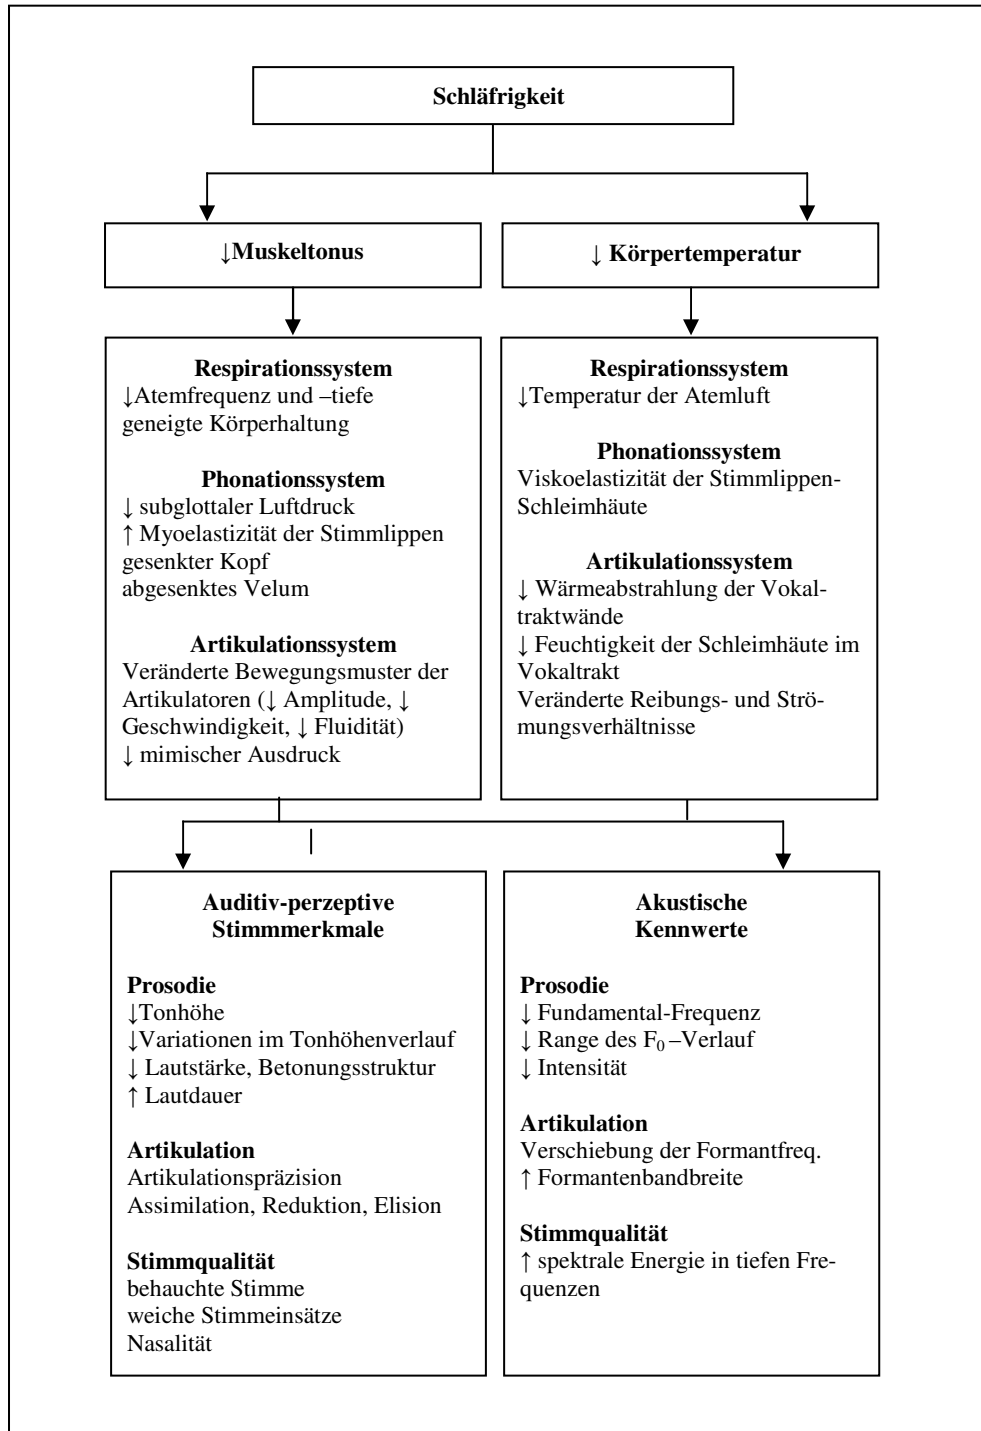 Schläfrigkeit
↓Muskeltonus
↓ Körpertemperatur
Respirationssystem
↓Atemfrequenz und –tiefe
geneigte Körperhaltung
Phonationssystem
↓ subglottaler Luftdruck
↑ Myoelastizität der Stimmlippen
gesenkter Kopf
abgesenktes Velum
Artikulationssystem
Veränderte Bewegungsmuster der
Artikulatoren (↓ Amplitude, ↓
Geschwindigkeit, ↓ Fluidität)
↓ mimischer Ausdruck
Respirationssystem
↓Temperatur der Atemluft
Phonationssystem
Viskoelastizität der Stimmlippen-
Schleimhäute
Artikulationssystem
↓ Wärmeabstrahlung der Vokal-
traktwände
↓ Feuchtigkeit der Schleimhäute im
Vokaltrakt
Veränderte Reibungs- und Strö-
mungsverhältnisse
Auditiv-perzeptive
Stimmmerkmale
Prosodie
↓Tonhöhe
↓Variationen im Tonhöhenverlauf
↓ Lautstärke, Betonungsstruktur
↑ Lautdauer
Artikulation
Artikulationspräzision
Assimilation, Reduktion, Elision
Stimmqualität
behauchte Stimme
weiche Stimmeinsätze
Nasalität
Akustische
Kennwerte
Prosodie
↓ Fundamental-Frequenz
↓ Range des F₀ –Verlauf
↓ Intensität
Artikulation
Verschiebung der Formantfreq.
↑ Formantenbandbreite
Stimmqualität
↑ spektrale Energie in tiefen Fre-
quenzen